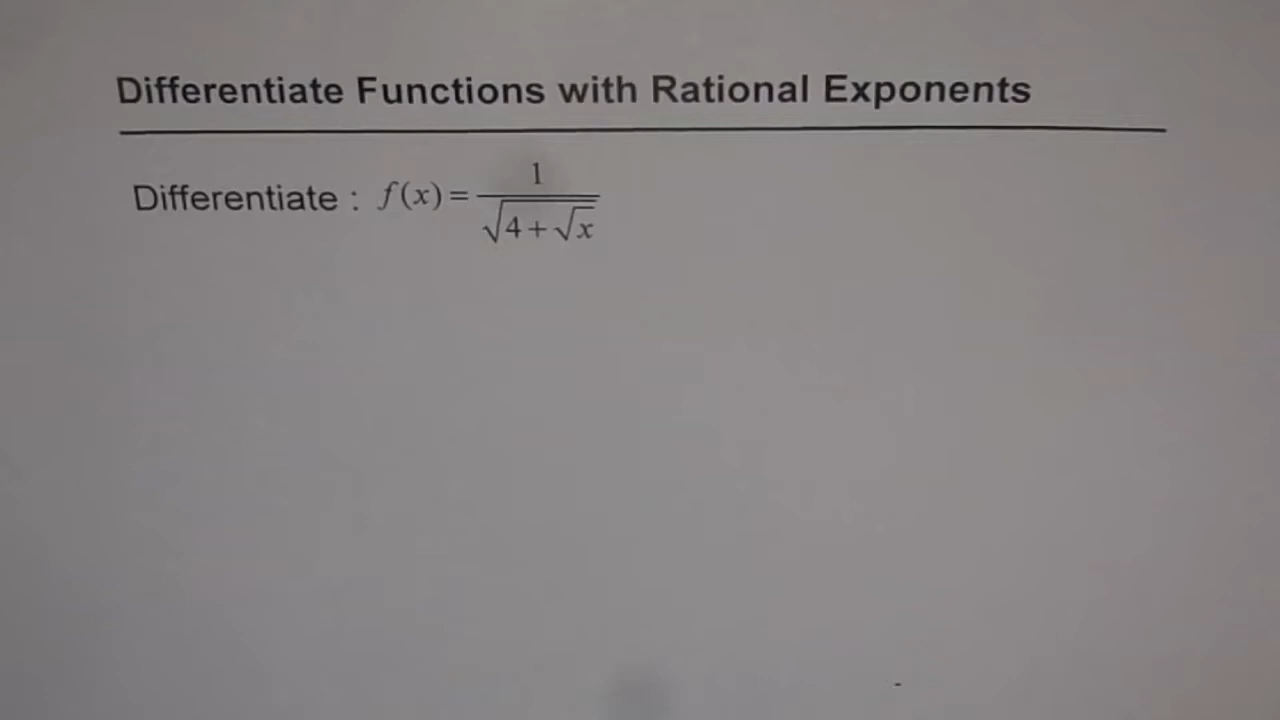 Differentiate Functions with Rational Exponents
Differentiate : f(x) = 1/√(4+√x)